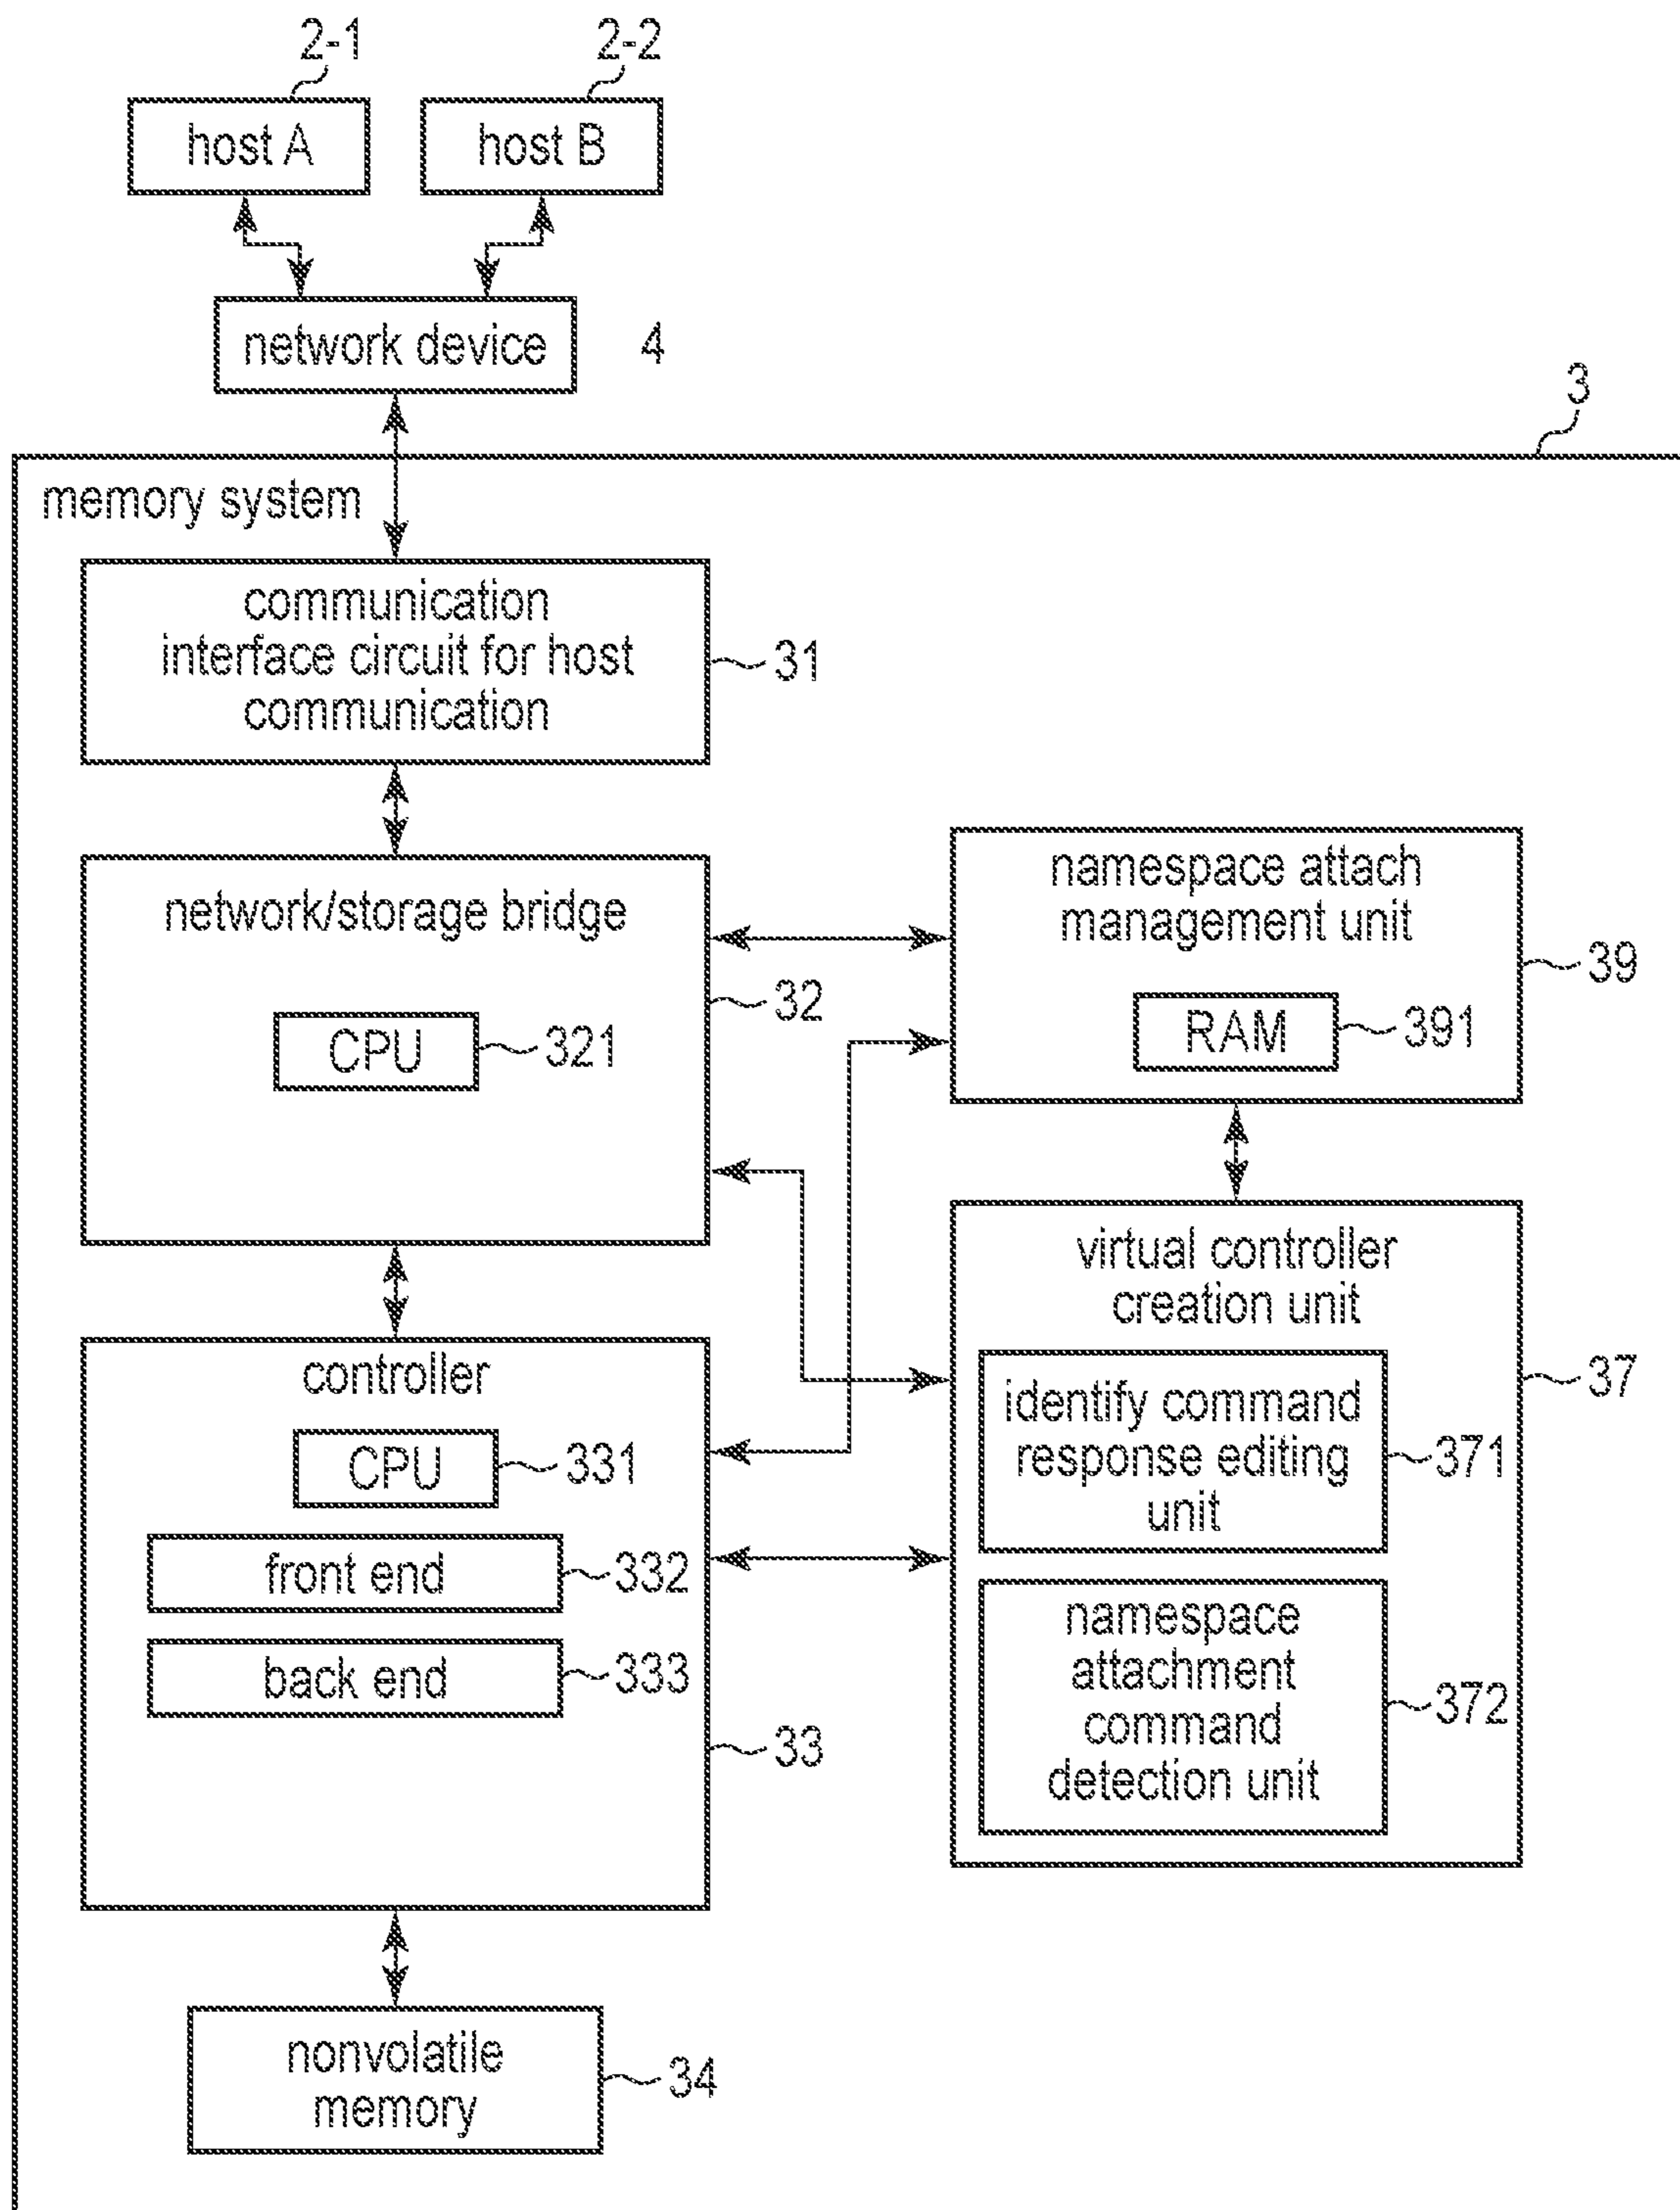 2-1
2-2
host A
host B
network device
4
3
memory system
communication
interface circuit for host
communication
31
network/storage bridge
32
CPU
321
namespace attach
management unit
39
RAM
391
controller
CPU
331
front end
332
back end
333
33
virtual controller
creation unit
37
identify command
response editing
unit
371
namespace
attachment
command
detection unit
372
nonvolatile
memory
34